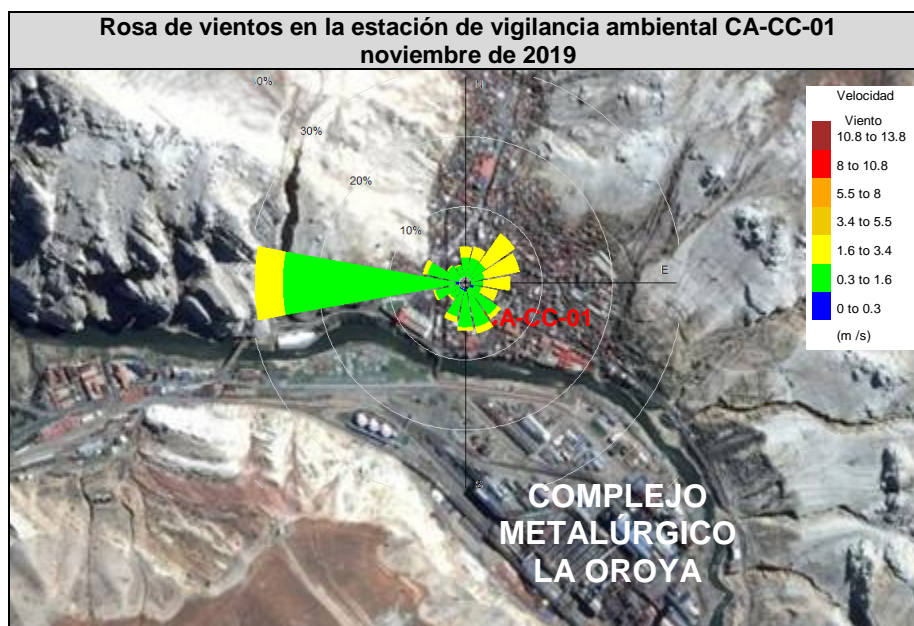 Rosa de vientos en la estación de vigilancia ambiental CA-CC-01
noviembre de 2019
0%
N
30%
20%
10%
E
CA-CC-01
S
COMPLEJO
METALÚRGICO
LA OROYA
Velocidad
Viento
10.8 to 13.8
8 to 10.8
5.5 to 8
3.4 to 5.5
1.6 to 3.4
0.3 to 1.6
0 to 0.3
(m /s)